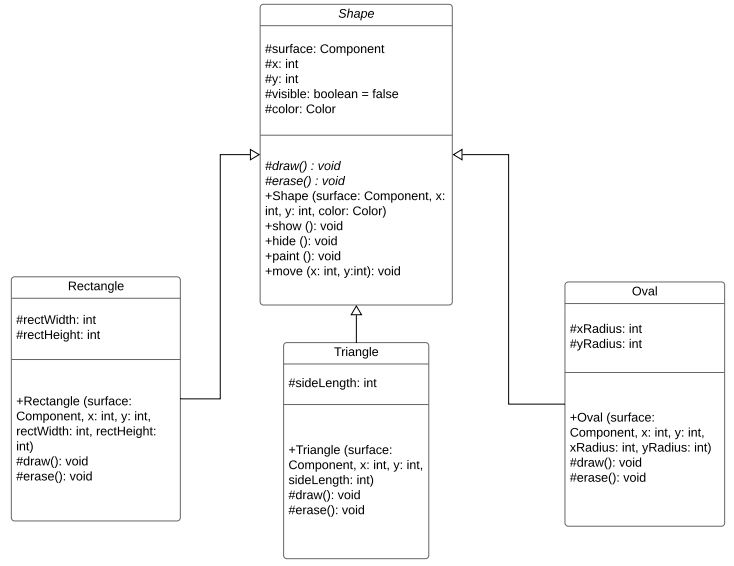 Shape
#surface: Component
#x: int
#y: int
#visible: boolean = false
#color: Color
#draw() : void
#erase() : void
+Shape (surface: Component, x:
int, y: int, color: Color)
+show (): void
+hide (): void
+paint (): void
+move (x: int, y:int): void
Rectangle
#rectWidth: int
#rectHeight: int
+Rectangle (surface:
Component, x: int, y: int,
rectWidth: int, rectHeight:
int)
#draw(): void
#erase(): void
Triangle
#sideLength: int
+Triangle (surface:
Component, x: int, y: int,
sideLength: int)
#draw(): void
#erase(): void
Oval
#xRadius: int
#yRadius: int
+Oval (surface:
Component, x: int, y: int,
xRadius: int, yRadius: int)
#draw(): void
#erase(): void